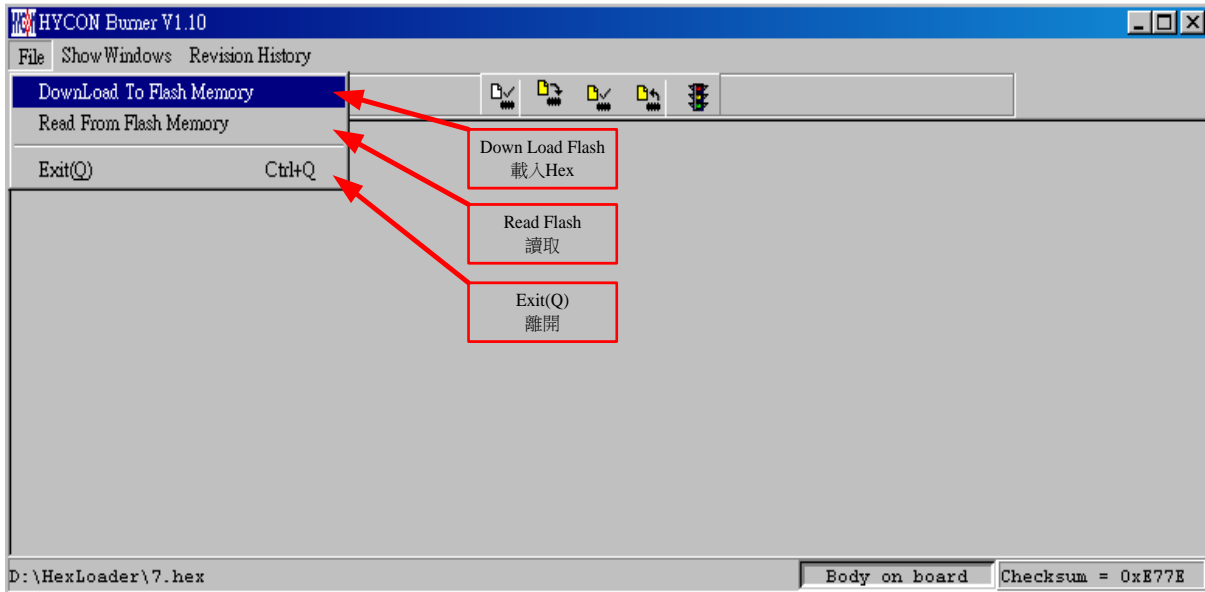 HYCON Burner V1.10
File Show Windows Revision History
DownLoad To Flash Memory
Read From Flash Memory
Exit(Q) Ctrl+Q
Down Load Flash
載入Hex
Read Flash
讀取
Exit(Q)
離開
D:\HexLoader\7.hex Body on board Checksum = 0xE77E